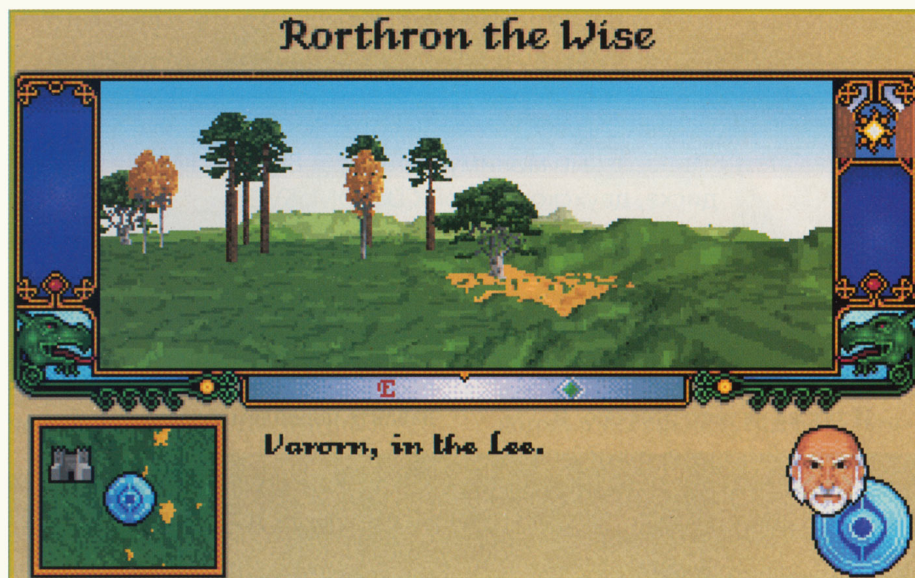 Rorthron the Wise
E
Varorn, in the Lee.